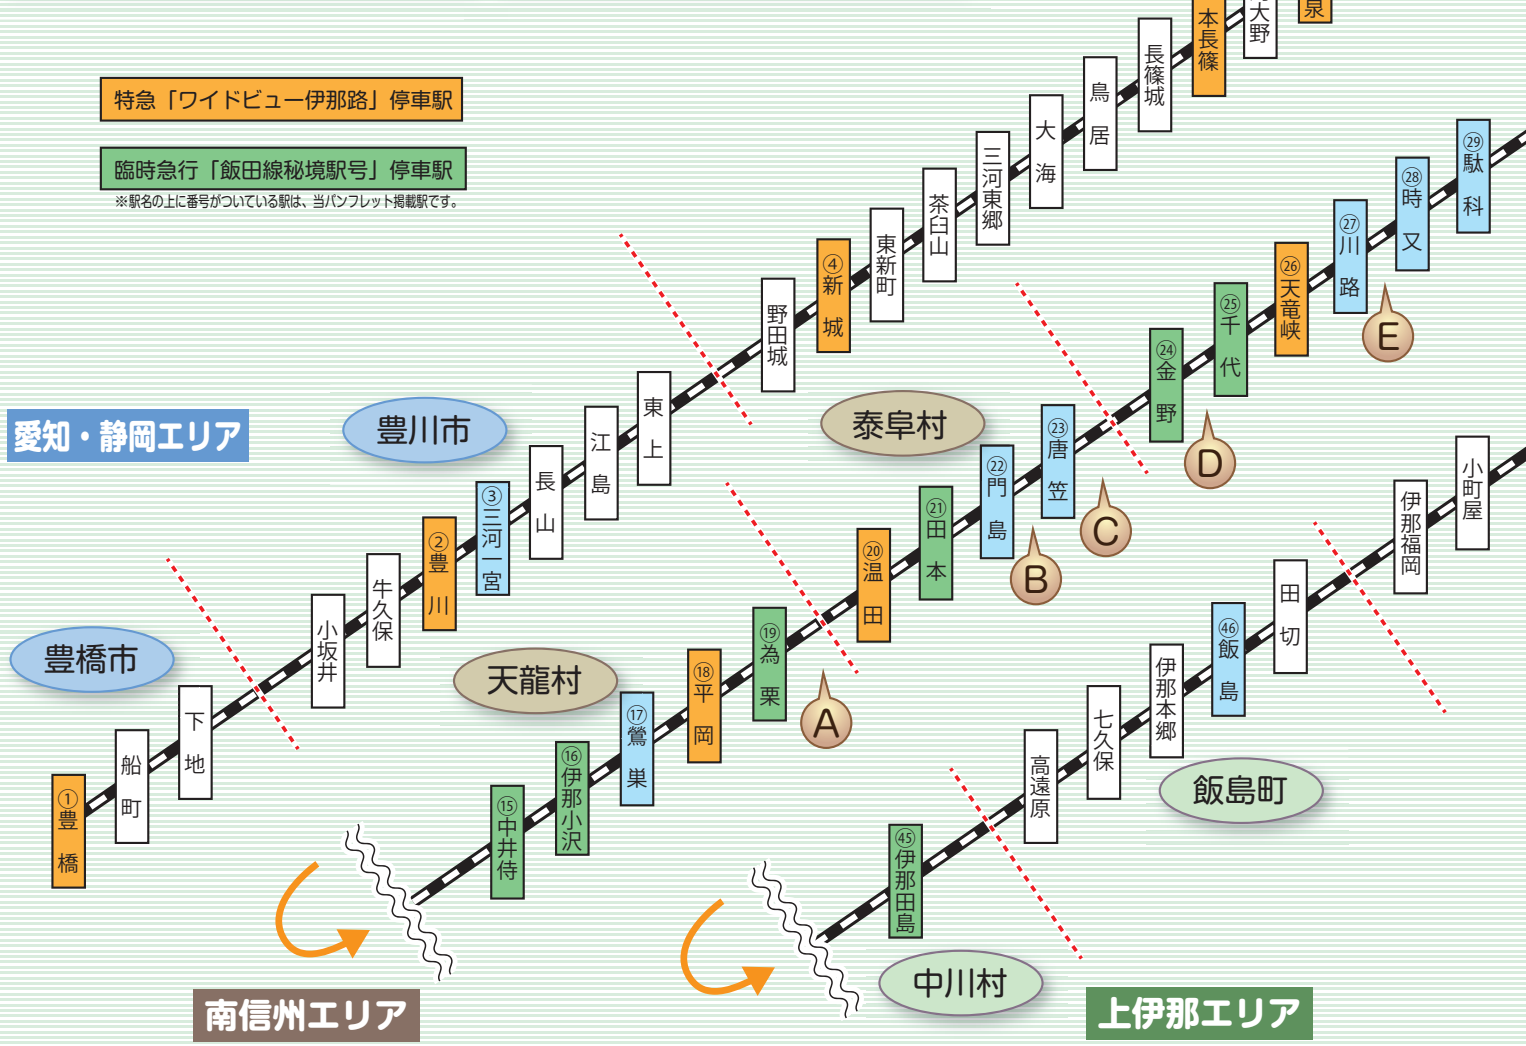 特急「ワイドビュー伊那路」停車駅
臨時急行「飯田線秘境駅号」停車駅
※駅名の上に番号がついている駅は、当パンフレット掲載駅です。
愛知・静岡エリア
豊橋市
①豊橋
船町
下地
小坂井
牛久保
②豊川
③三河一宮
長山
江島
東上
豊川市
野田城
④新城
東新町
茶臼山
三河東郷
大海
鳥居
長篠城
本長篠
大野
泉
南信州エリア
天龍村
⑮中井侍
⑯伊那小沢
⑰鶯巣
⑱平岡
⑲為栗
A
泰阜村
⑳温田
㉑田本
㉒門島
B
㉓唐笠
C
㉔金野
D
㉕千代
㉖天竜峡
㉗川路
E
㉘時又
㉙駄科
上伊那エリア
中川村
㊺伊那田島
飯島町
高遠原
七久保
伊那本郷
㊻飯島
田切
伊那福岡
小町屋